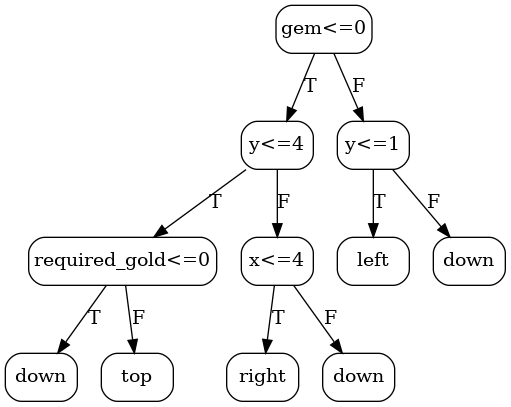 gem<=0
T
F
y<=4
y<=1
T
F
T
F
required_gold<=0
x<=4
left
down
T
F
T
F
down
top
right
down